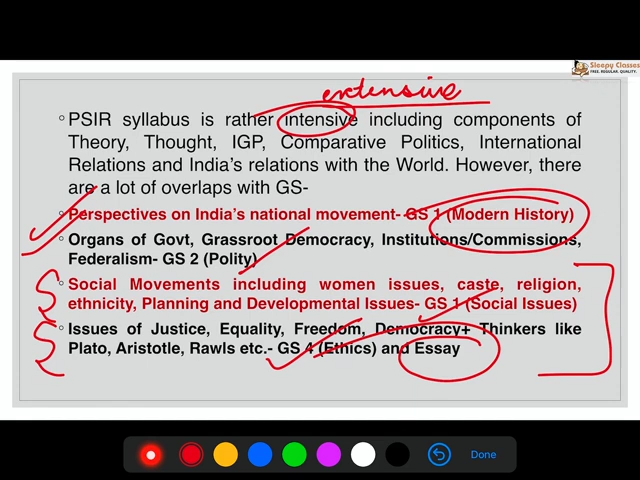 Sleepy Classes
FREE. REGULAR. QUALITY.
extensive
◦PSIR syllabus is rather intensive including components of
Theory, Thought, IGP, Comparative Politics, International
Relations and India's relations with the World. However, there
are a lot of overlaps with GS-
◦Perspectives on India's national movement- GS 1 (Modern History)
◦Organs of Govt, Grassroot Democracy, Institutions/Commissions,
Federalism- GS 2 (Polity)
◦Social Movements including women issues, caste, religion,
ethnicity, Planning and Developmental Issues- GS 1 (Social Issues)
◦Issues of Justice, Equality, Freedom, Democracy+ Thinkers like
Plato, Aristotle, Rawls etc.- GS 4 (Ethics) and Essay
Done